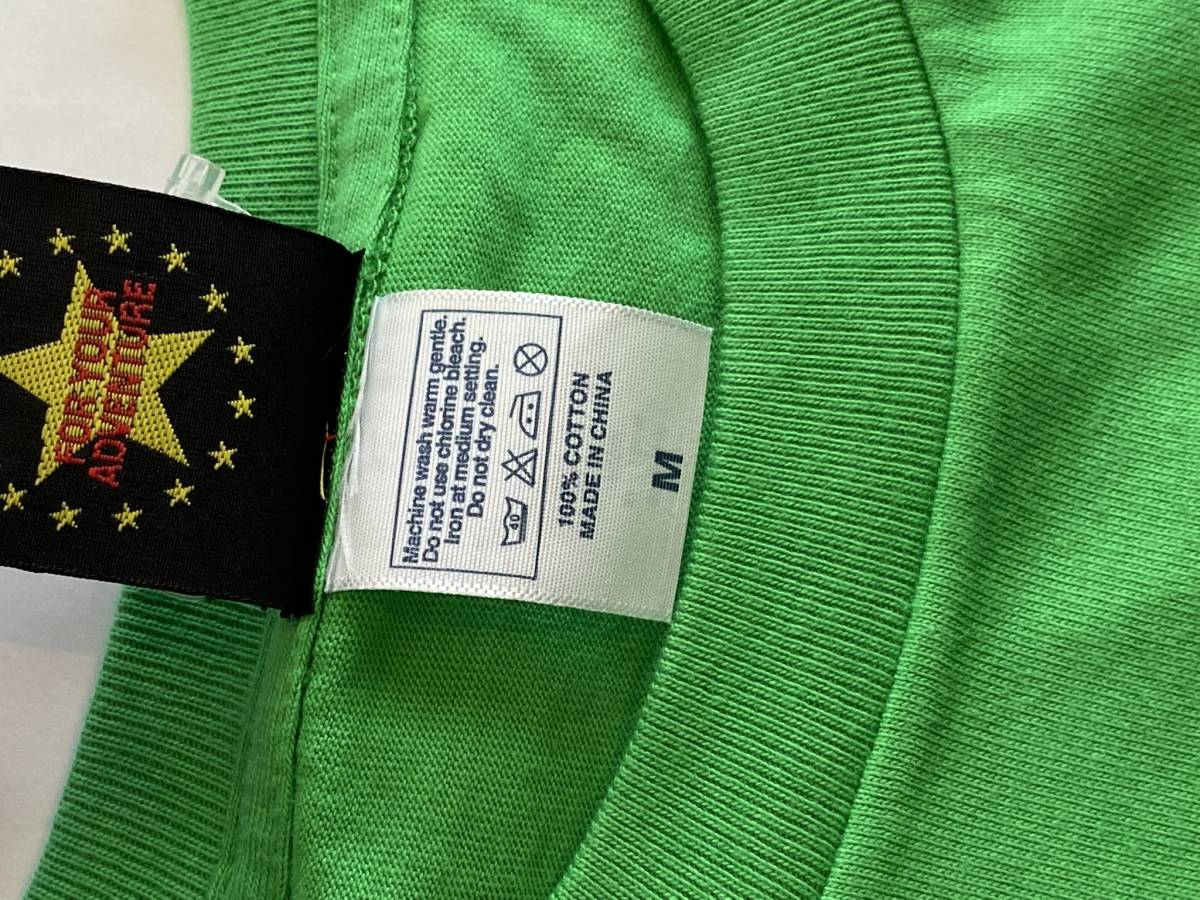 FOR YOUR
ADVENTURE
Machine wash warm gentle.
Do not use chlorine bleach.
Iron at medium setting.
Do not dry clean.
40
100% COTTON
MADE IN CHINA
M